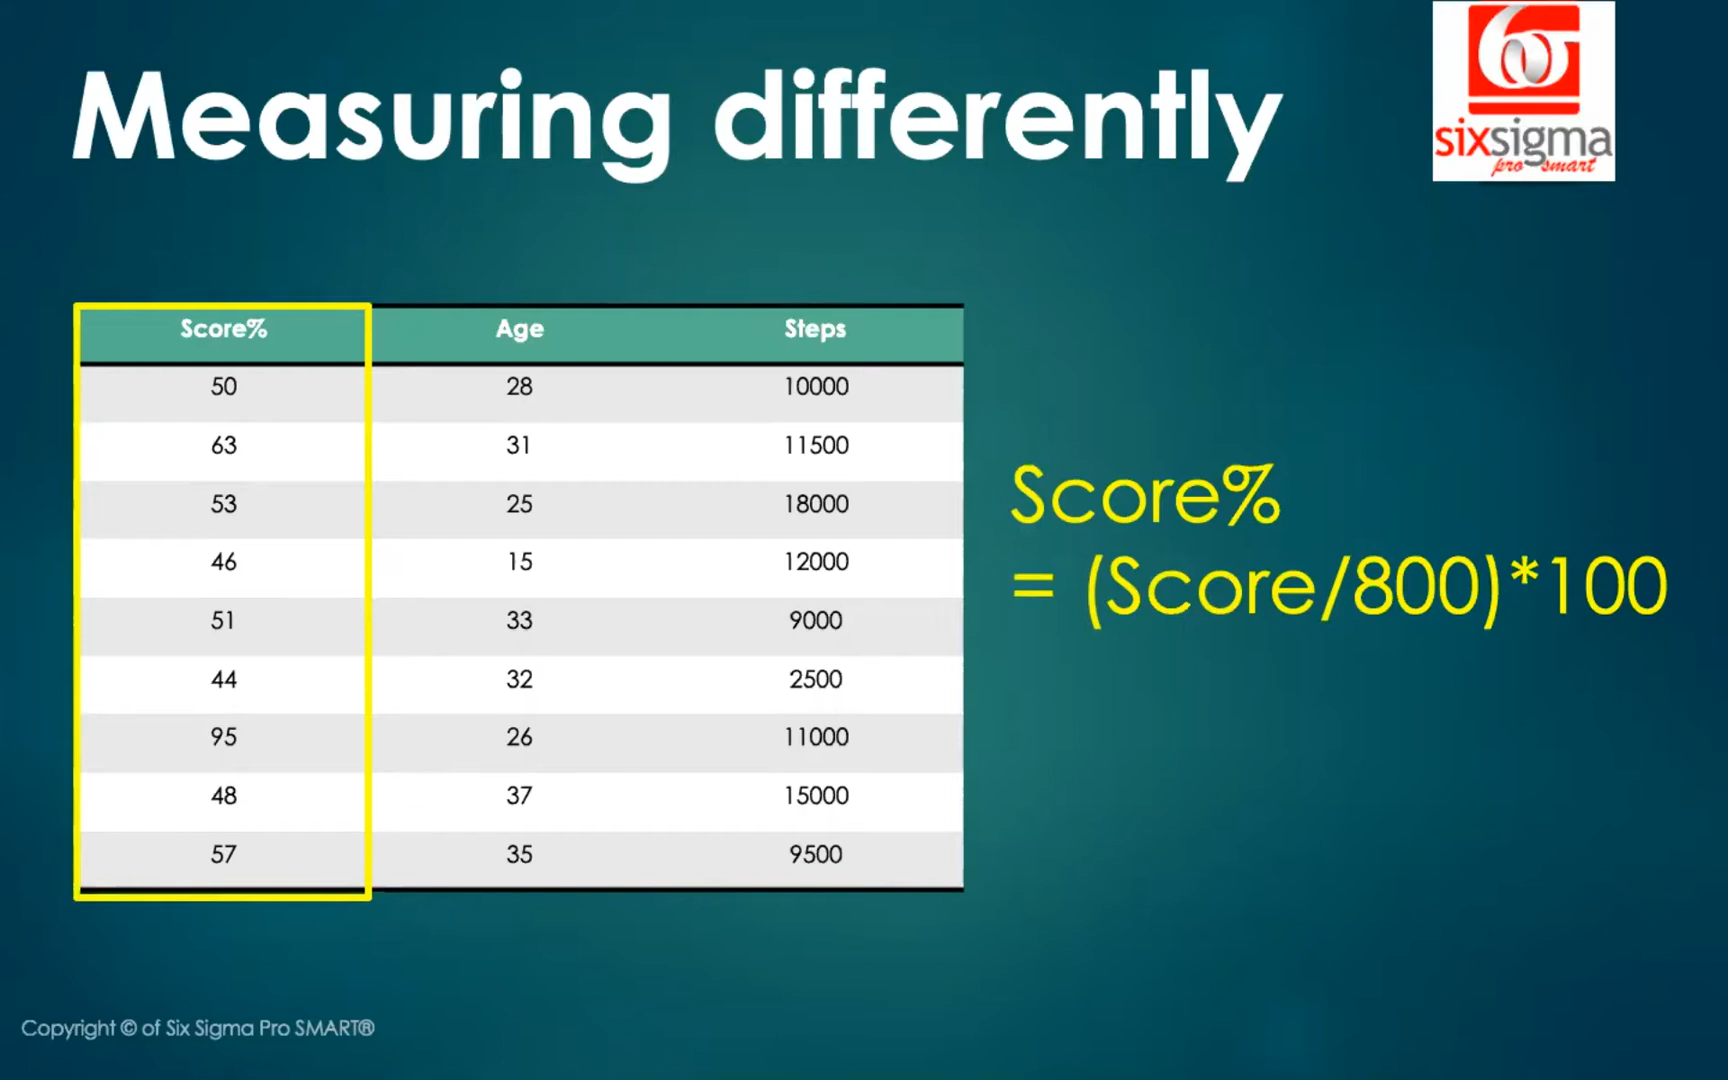 Measuring differently
6σ
sixsigma
pro smart
Score% Age Steps
50 28 10000
63 31 11500
53 25 18000
46 15 12000
51 33 9000
44 32 2500
95 26 11000
48 37 15000
57 35 9500
Score%
= (Score/800)*100
Copyright © of Six Sigma Pro SMART®